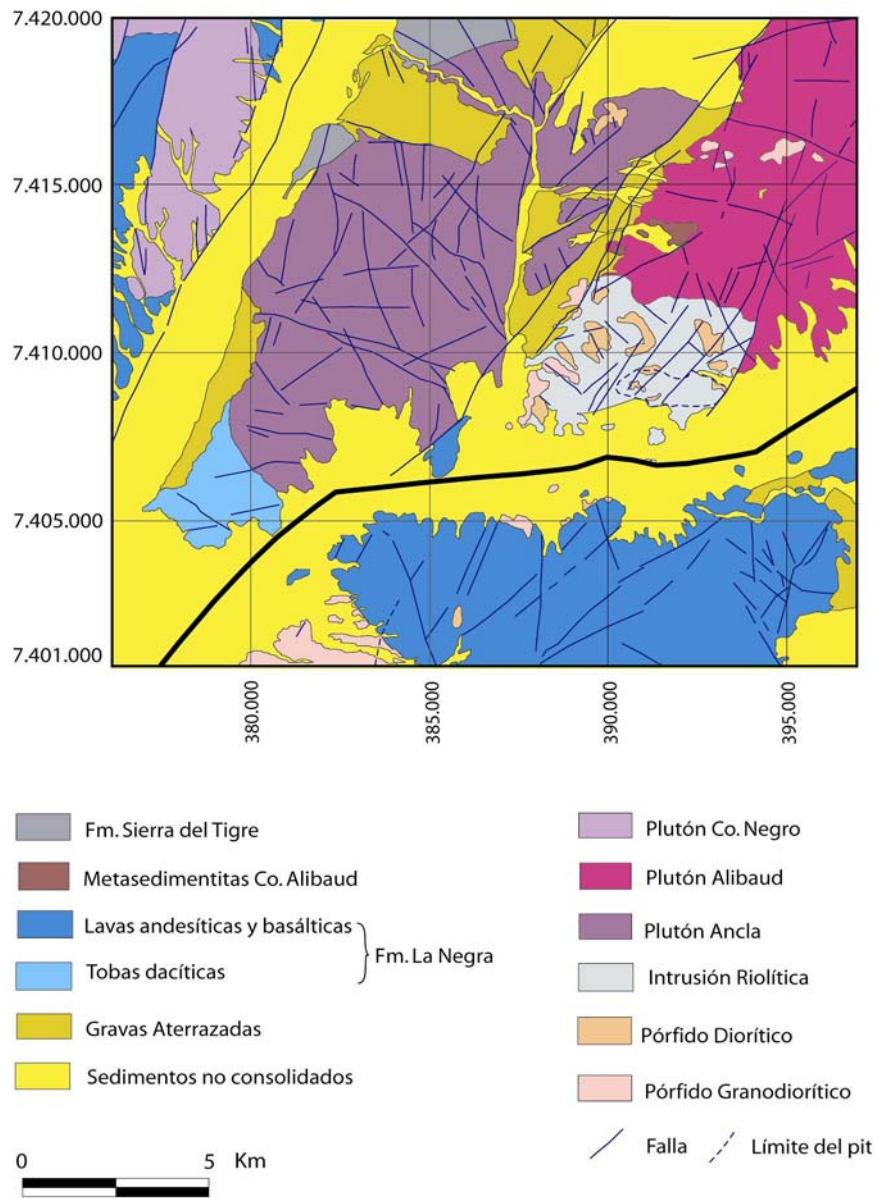 7.420.000
7.415.000
7.410.000
7.405.000
7.401.000
380.000
385.000
390.000
395.000
Fm. Sierra del Tigre
Metasedimentitas Co. Alibaud
Lavas andesíticas y basálticas
Fm. La Negra
Tobas dacíticas
Gravas Aterrazadas
Sedimentos no consolidados
Plutón Co. Negro
Plutón Alibaud
Plutón Ancla
Intrusión Riolítica
Pórfido Diorítico
Pórfido Granodiorítico
Falla
Límite del pit
0 5 Km